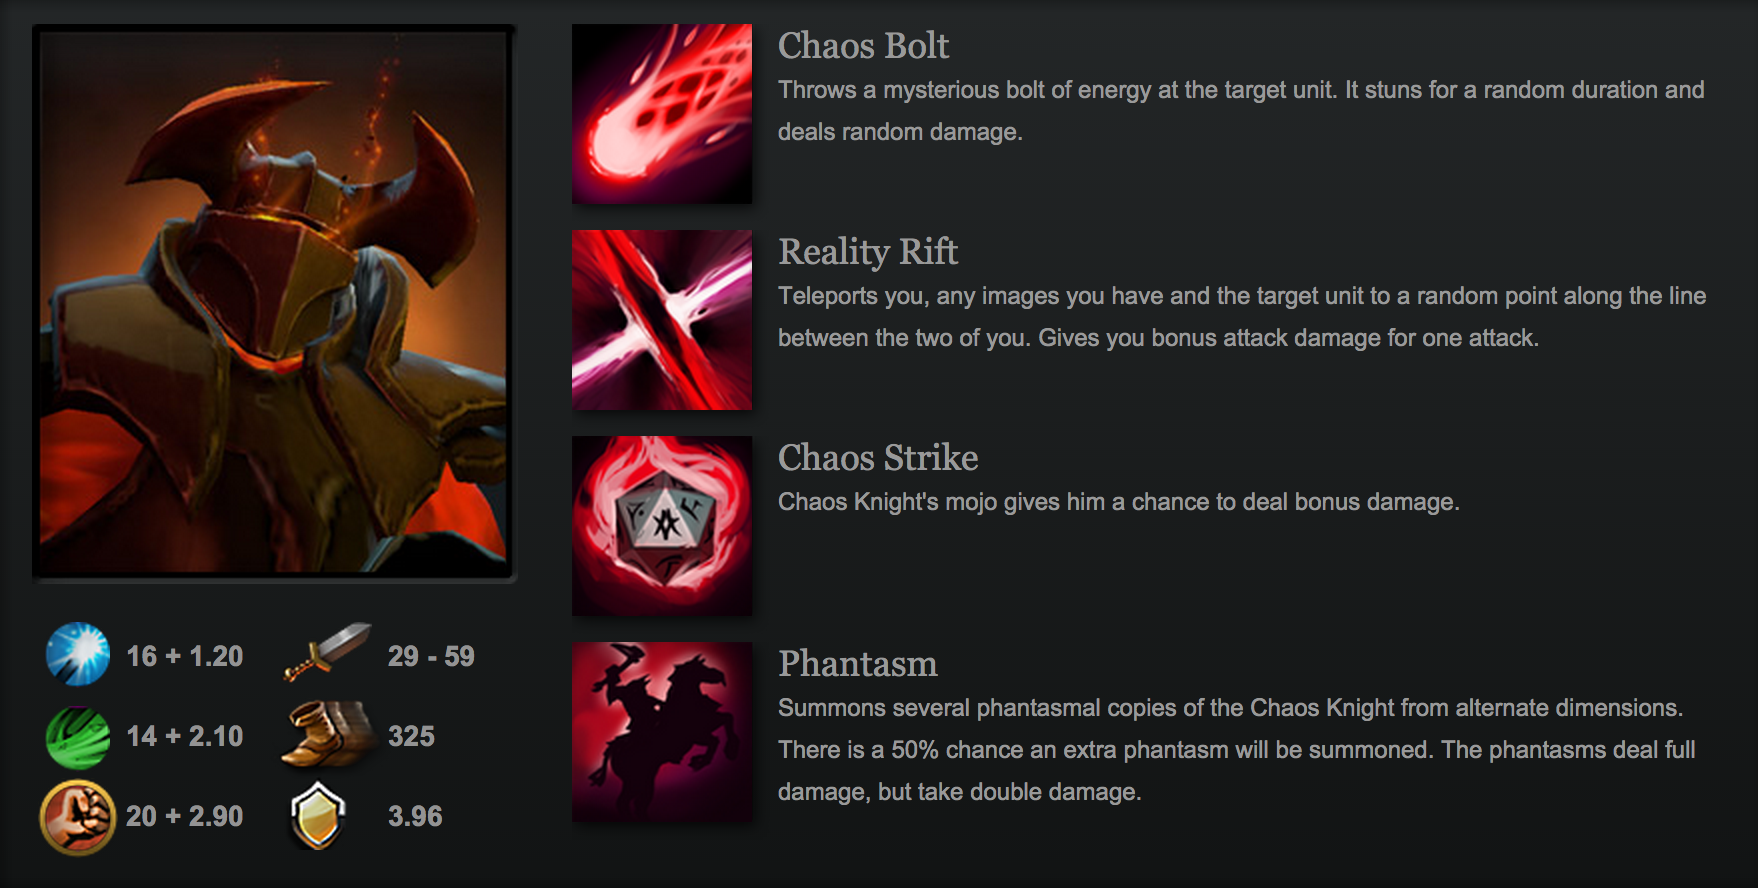 Chaos Bolt
Throws a mysterious bolt of energy at the target unit. It stuns for a random duration and
deals random damage.
Reality Rift
Teleports you, any images you have and the target unit to a random point along the line
between the two of you. Gives you bonus attack damage for one attack.
Chaos Strike
Chaos Knight's mojo gives him a chance to deal bonus damage.
Phantasm
Summons several phantasmal copies of the Chaos Knight from alternate dimensions.
There is a 50% chance an extra phantasm will be summoned. The phantasms deal full
damage, but take double damage.
16 + 1.20
29 - 59
14 + 2.10
325
20 + 2.90
3.96